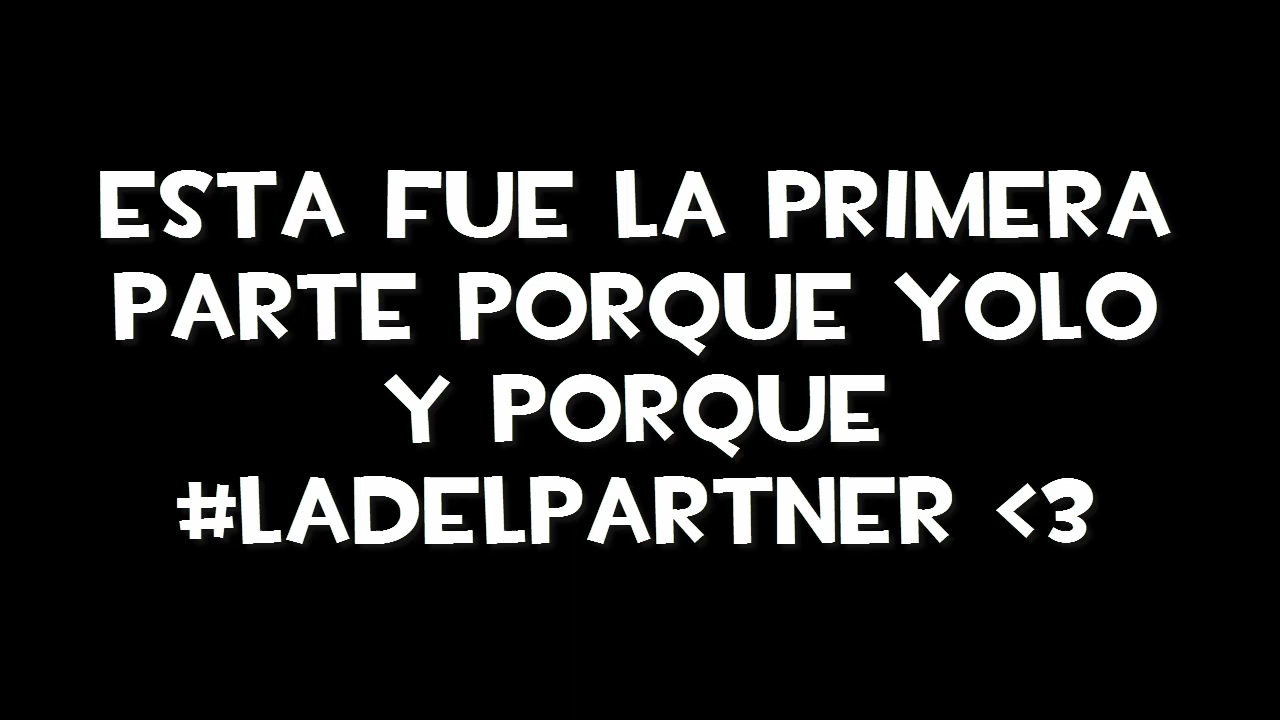 ESTA FUE LA PRIMERA
PARTE PORQUE YOLO
Y PORQUE
#LADELPARTNER <3